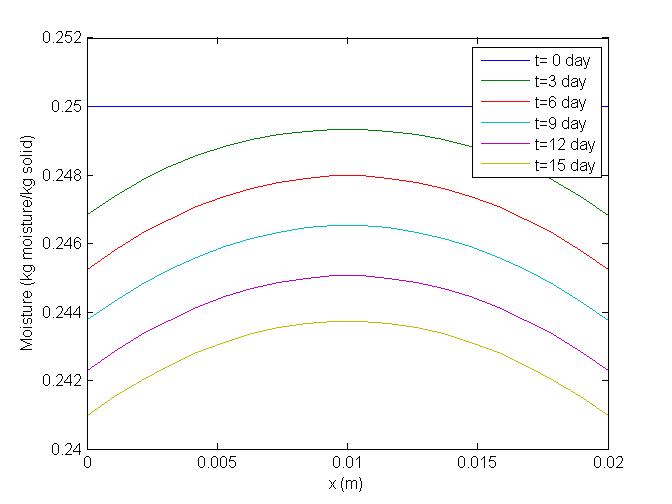 0.252
0.25
0.248
0.246
0.244
0.242
0.24
Moisture (kg moisture/kg solid)
t= 0 day
t=3 day
t=6 day
t=9 day
t=12 day
t=15 day
0 0.005 0.01 0.015 0.02
x (m)